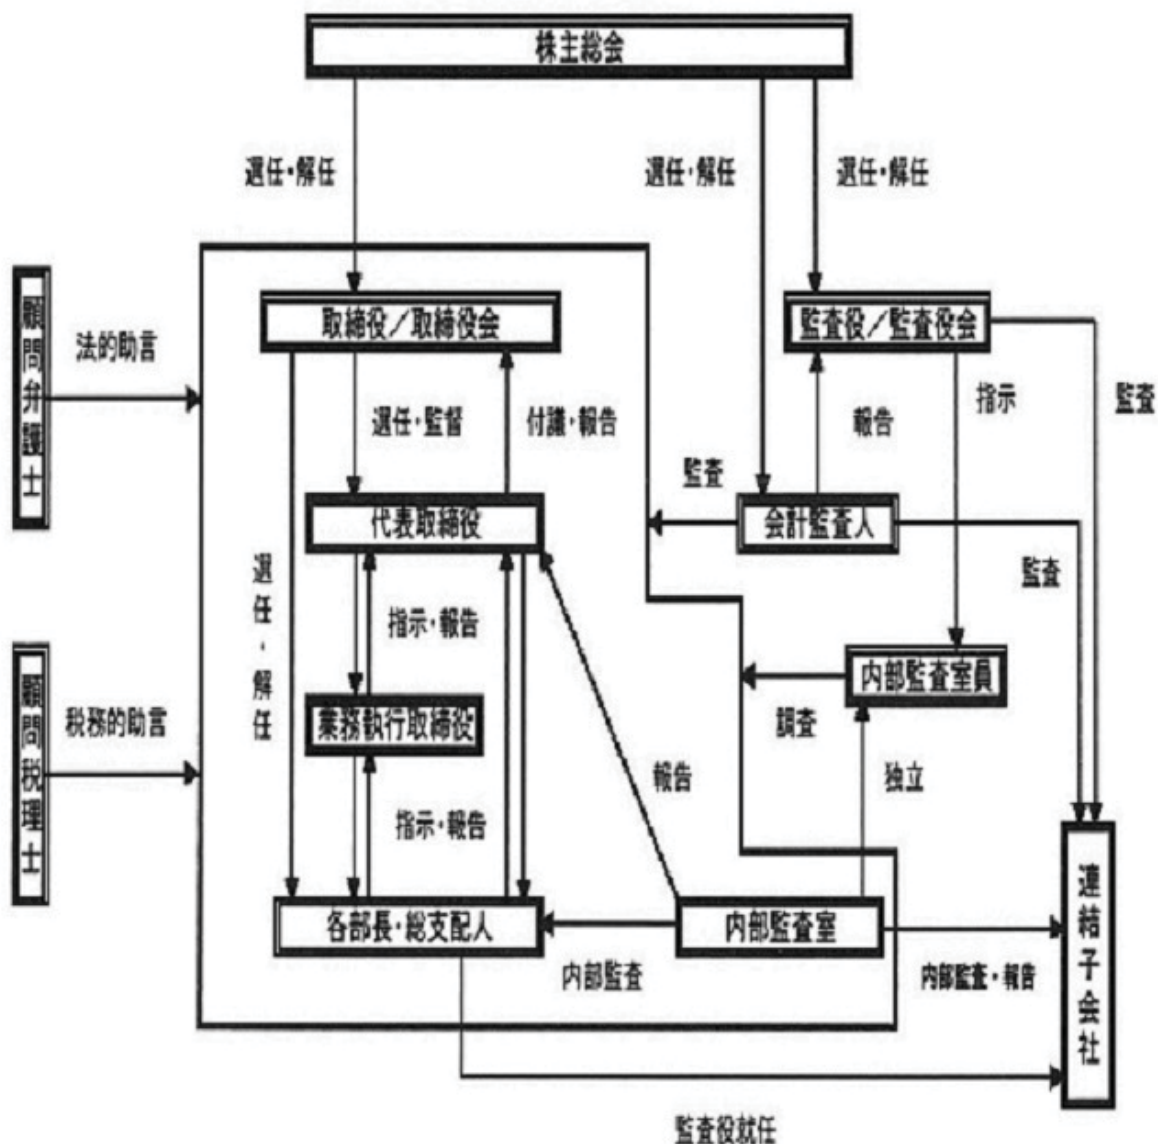 株主総会
選任・解任
選任・解任
選任・解任
顧問弁護士
法的助言
取締役／取締役会
監査役／監査役会
選任・監督
付議・報告
報告
指示
監査
監査
代表取締役
会計監査人
監査
選任・解任
指示・報告
内部監査室員
顧問税理士
税務的助言
業務執行取締役
調査
報告
独立
指示・報告
連結子会社
各部長・総支配人
内部監査室
内部監査
内部監査・報告
監査役就任